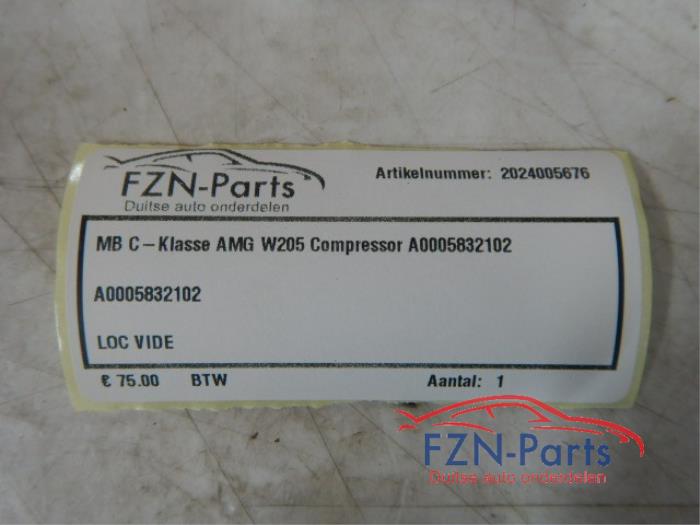 FZN-Parts
Duitse auto onderdelen
Artikelnummer: 2024005676
MB C-Klasse AMG W205 Compressor A0005832102
A0005832102
LOC VIDE
€ 75.00 BTW Aantal: 1
FZN-Parts
Duitse auto onderdelen